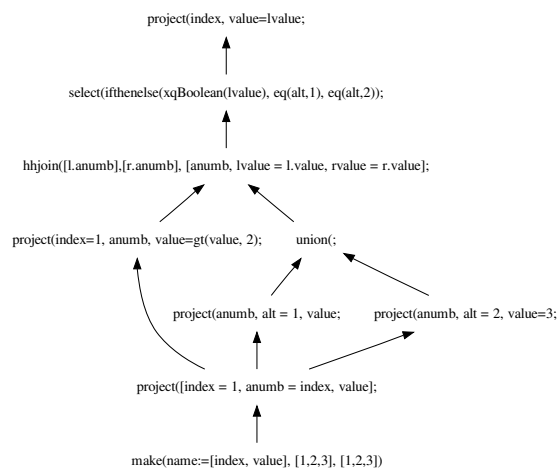 project(index, value=lvalue;
select(ifthenelse(xqBoolean(lvalue), eq(alt,1), eq(alt,2));
hhjoin([l.anumb],[r.anumb], [anumb, lvalue = l.value, rvalue = r.value];
project(index=1, anumb, value=gt(value, 2);
union(;
project(anumb, alt = 1, value;
project(anumb, alt = 2, value=3;
project([index = 1, anumb = index, value];
make(name:=[index, value], [1,2,3], [1,2,3])